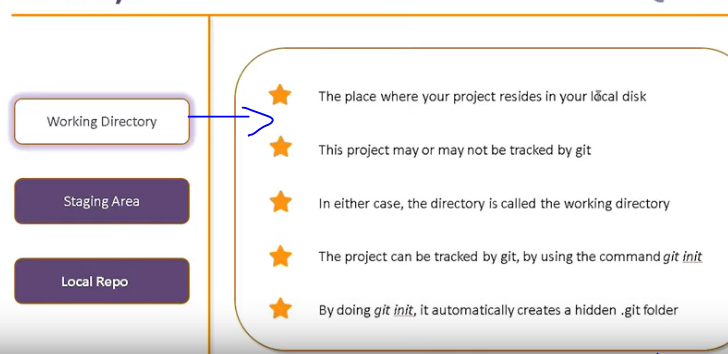 Working Directory
Staging Area
Local Repo
The place where your project resides in your local disk
This project may or may not be tracked by git
In either case, the directory is called the working directory
The project can be tracked by git, by using the command git init
By doing git init, it automatically creates a hidden .git folder